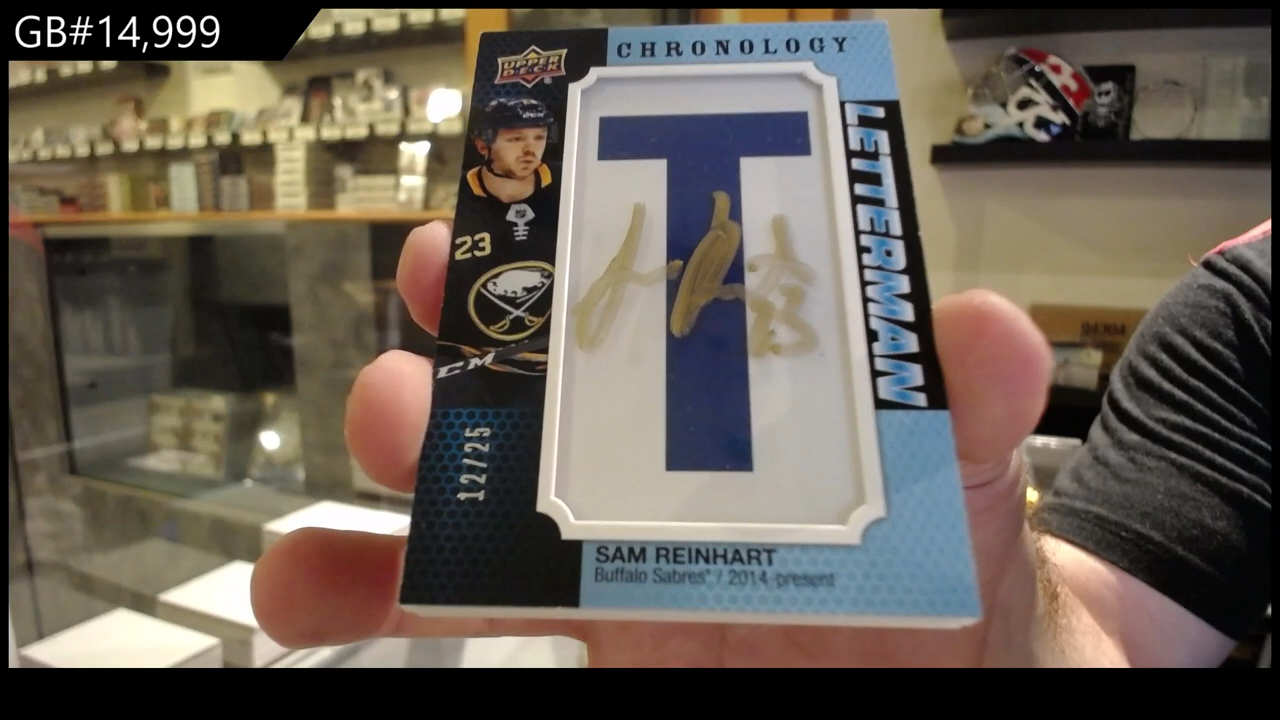 GB#14,999
CHRONOLOGY
UPPER
DECK
LETTERMAN
23
CCM
12/25
SAM REINHART
Buffalo Sabres / 2014-present